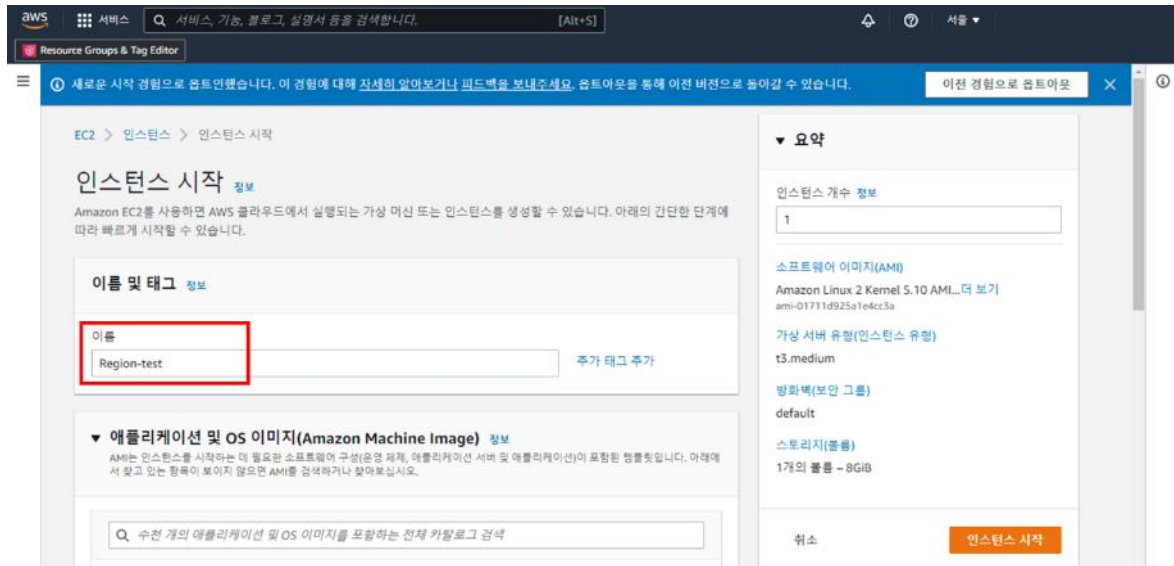 aws 서비스 서비스, 기능, 블로그, 설명서 등을 검색합니다. [Alt+S] 서울 ▼
Resource Groups & Tag Editor
새로운 시작 경험으로 옵트인했습니다. 이 경험에 대해 자세히 알아보거나 피드백을 보내주세요. 옵트아웃을 통해 이전 버전으로 돌아갈 수 있습니다. 이전 경험으로 옵트아웃
EC2 > 인스턴스 > 인스턴스 시작
인스턴스 시작 정보
Amazon EC2를 사용하면 AWS 클라우드에서 실행되는 가상 머신 또는 인스턴스를 생성할 수 있습니다. 아래의 간단한 단계에
따라 빠르게 시작할 수 있습니다.
이름 및 태그 정보
이름
Region-test 추가 태그 추가
▼ 애플리케이션 및 OS 이미지(Amazon Machine Image) 정보
AMI는 인스턴스를 시작하는 데 필요한 소프트웨어 구성(운영 체제, 애플리케이션 서버 및 애플리케이션)이 포함된 템플릿입니다. 아래에
서 찾고 있는 항목이 보이지 않으면 AMI를 검색하거나 찾아보십시오.
수천 개의 애플리케이션 및 OS 이미지를 포함하는 전체 카탈로그 검색
▼ 요약
인스턴스 개수 정보
1
소프트웨어 이미지(AMI)
Amazon Linux 2 Kernel 5.10 AMI...더 보기
ami-01711d925a1e4cc3a
가상 서버 유형(인스턴스 유형)
t3.medium
방화벽(보안 그룹)
default
스토리지(볼륨)
1개의 볼륨 – 8GiB
취소 인스턴스 시작